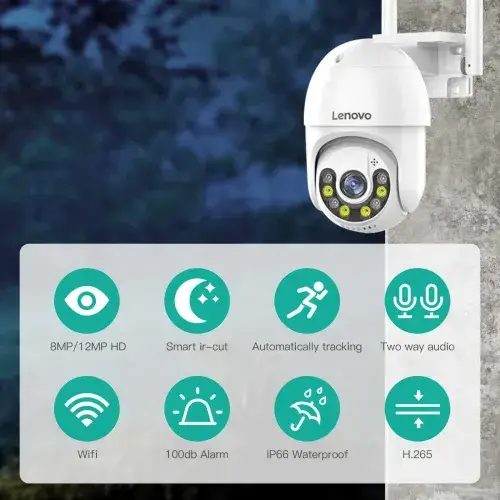 Lenovo
8MP/12MP HD
Smart ir-cut
Automatically tracking
Two way audio
Wifi
100db Alarm
IP66 Waterproof
H.265